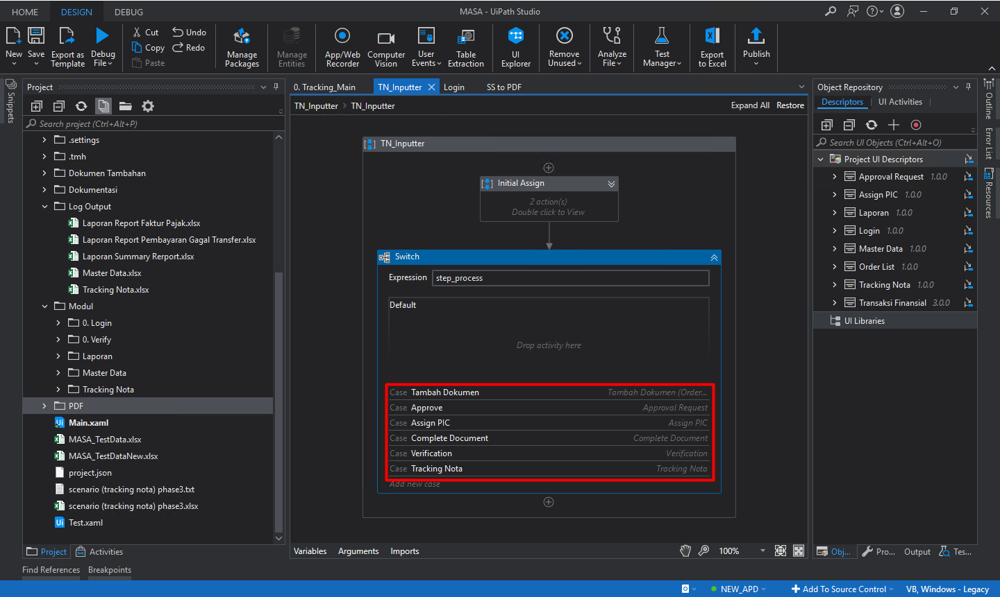 HOME DESIGN DEBUG MASA - UiPath Studio
New Save Export as Template Debug File Cut Copy Paste Undo Redo Manage Packages Manage Entities App/Web Recorder Computer Vision User Events Table Extraction UI Explorer Remove Unused Analyze File Test Manager Export to Excel Publish
Snippets
Project
Search project (Ctrl+Alt+P)
.settings
.tmh
Dokumen Tambahan
Dokumentasi
Log Output
Laporan Report Faktur Pajak.xlsx
Laporan Report Pembayaran Gagal Transfer.xlsx
Laporan Summary Rerport.xlsx
Master Data.xlsx
Tracking Nota.xlsx
Modul
0. Login
0. Verify
Laporan
Master Data
Tracking Nota
PDF
Main.xaml
MASA_TestData.xlsx
MASA_TestDataNew.xlsx
project.json
scenario (tracking nota) phase3.txt
scenario (tracking nota) phase3.xlsx
Test.xaml
Project Activities
Find References Breakpoints
0. Tracking_Main TN_Inputter Login SS to PDF
TN_Inputter TN_Inputter Expand All Restore
TN_Inputter
Initial Assign
2 action(s)
Double click to View
Switch
Expression step_process
Default
Drop activity here
Case Tambah Dokumen Tambah Dokumen (Order...
Case Approve Approval Request
Case Assign PIC Assign PIC
Case Complete Document Complete Document
Case Verification Verification
Case Tracking Nota Tracking Nota
Add new case
Variables Arguments Imports 100%
Object Repository
Descriptors UI Activities
Search UI Objects (Ctrl+Alt+O)
Project UI Descriptors
Approval Request 1.0.0
Assign PIC 1.0.0
Laporan 1.0.0
Login 1.0.0
Master Data 1.0.0
Order List 1.0.0
Tracking Nota 1.0.0
Transaksi Finansial 3.0.0
UI Libraries
Obj... Pro... Output Tes...
Outline
Error List
Resources
NEW_APD Add To Source Control VB, Windows - Legacy